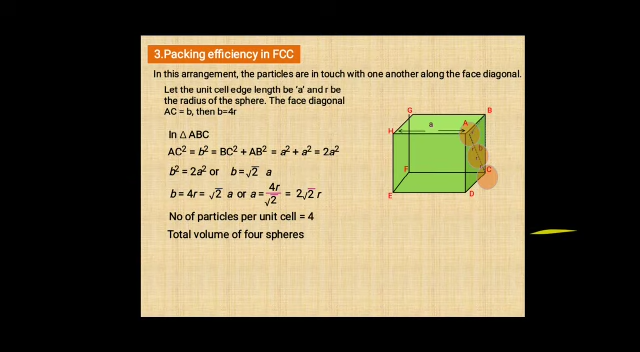 3.Packing efficiency in FCC
In this arrangement, the particles are in touch with one another along the face diagonal.
Let the unit cell edge length be ‘a’ and r be
the radius of the sphere. The face diagonal
AC = b, then b=4r
In Δ ABC
AC² = b² = BC² + AB² = a² + a² = 2a²
b² = 2a² or b = √2 a
b = 4r = √2 a or a = 4r/√2 = 2√2 r
No of particles per unit cell = 4
Total volume of four spheres
G
B
A
H
a
b
F
C
E
D